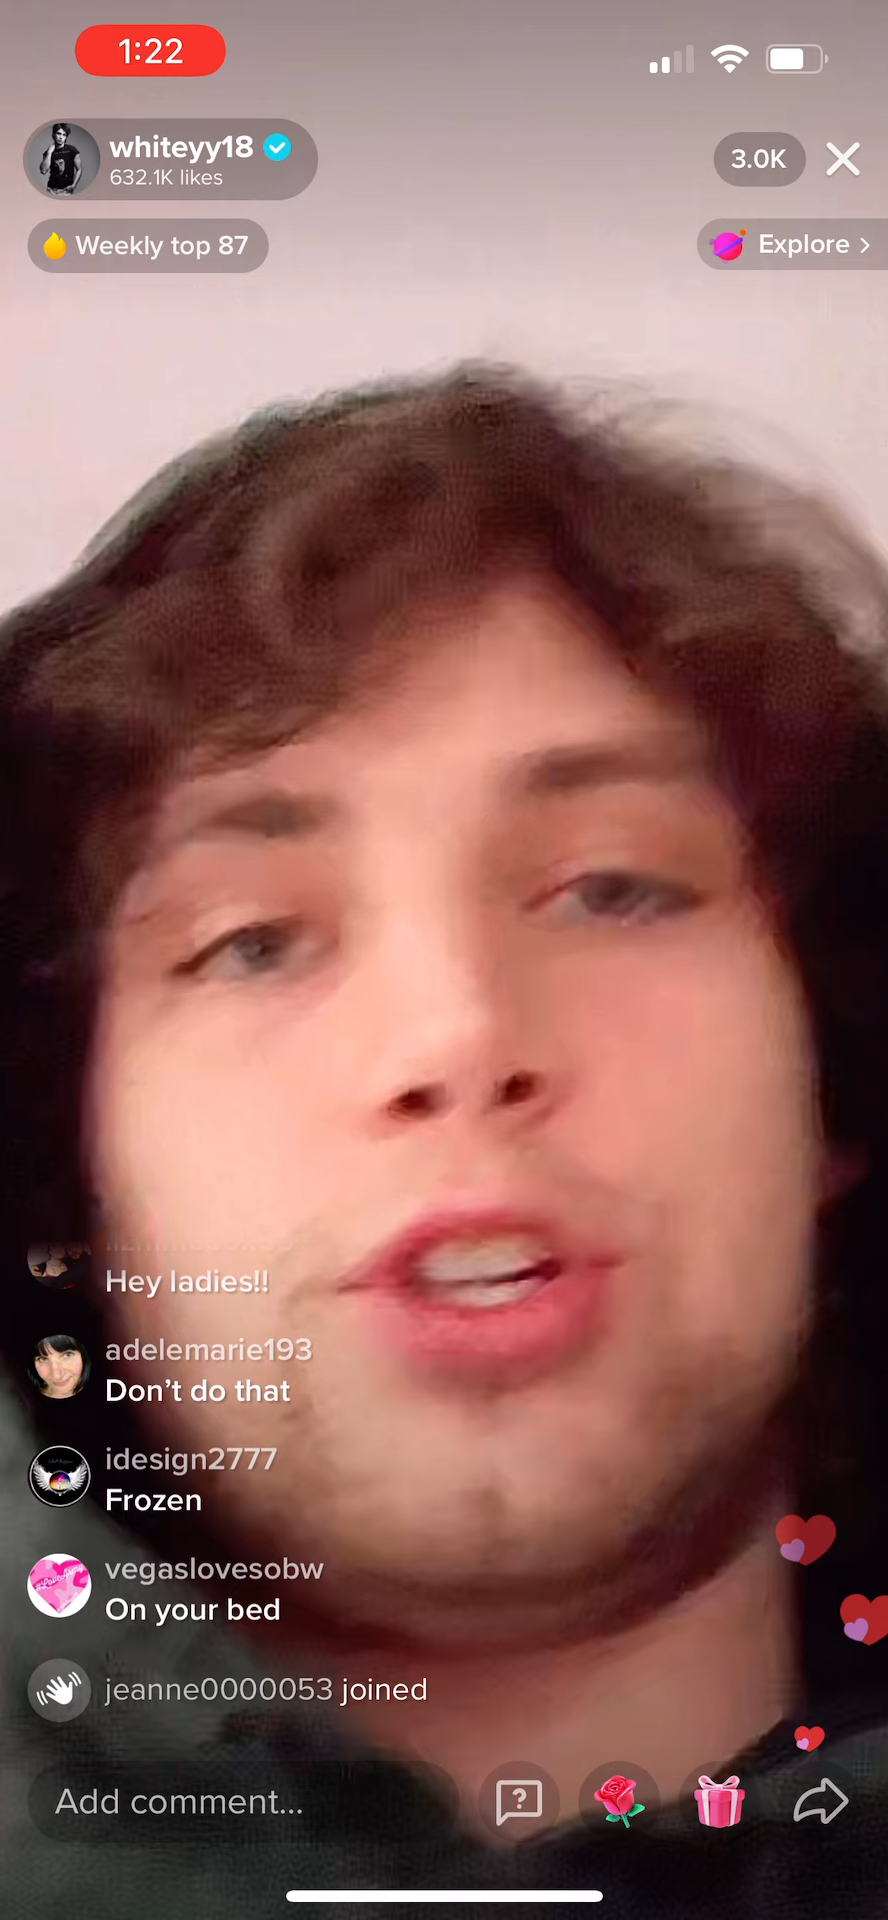 1:22
whiteyy18
632.1K likes
3.0K
Weekly top 87
Explore >
Hey ladies!!
adelemarie193
Don't do that
idesign2777
Frozen
vegaslovesobw
On your bed
jeanne0000053 joined
Add comment...
?